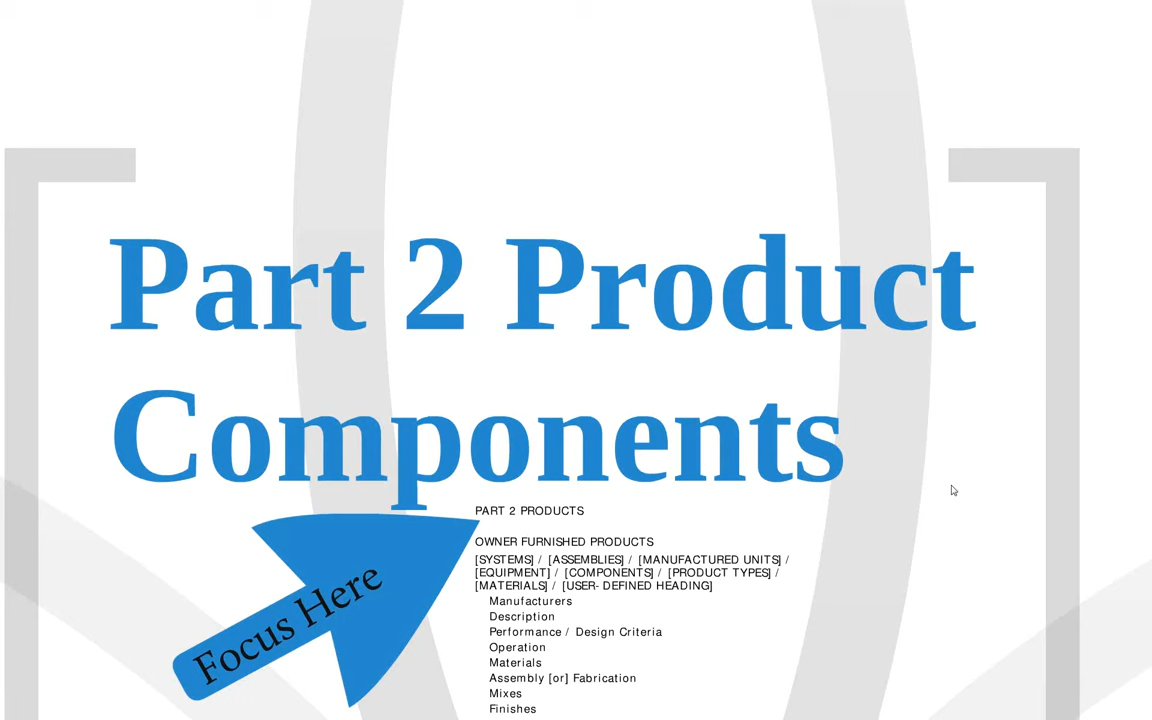 Part 2 Product
Components
PART 2 PRODUCTS
OWNER FURNISHED PRODUCTS
[SYSTEMS] / [ASSEMBLIES] / [MANUFACTURED UNITS] /
[EQUIPMENT] / [COMPONENTS] / [PRODUCT TYPES] /
[MATERIALS] / [USER- DEFINED HEADING]
Manufacturers
Description
Performance / Design Criteria
Operation
Materials
Assembly [or] Fabrication
Mixes
Finishes
Focus Here